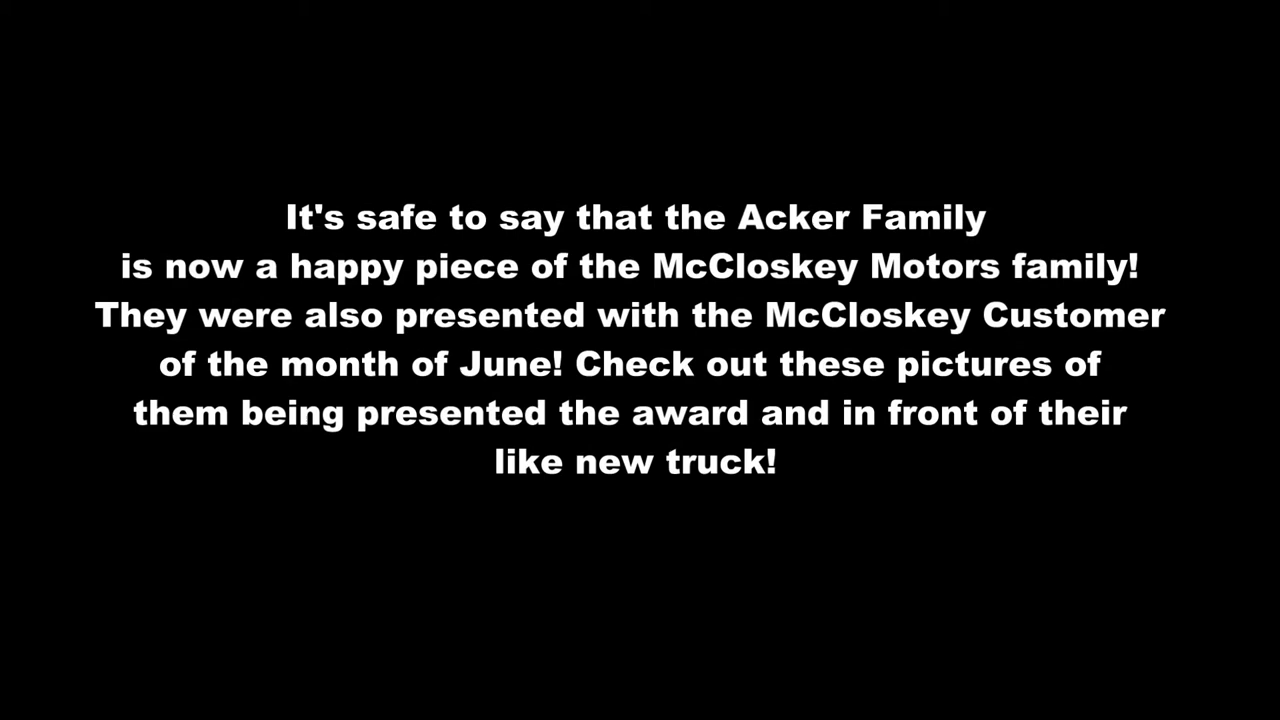 It's safe to say that the Acker Family
is now a happy piece of the McCloskey Motors family!
They were also presented with the McCloskey Customer
of the month of June! Check out these pictures of
them being presented the award and in front of their
like new truck!